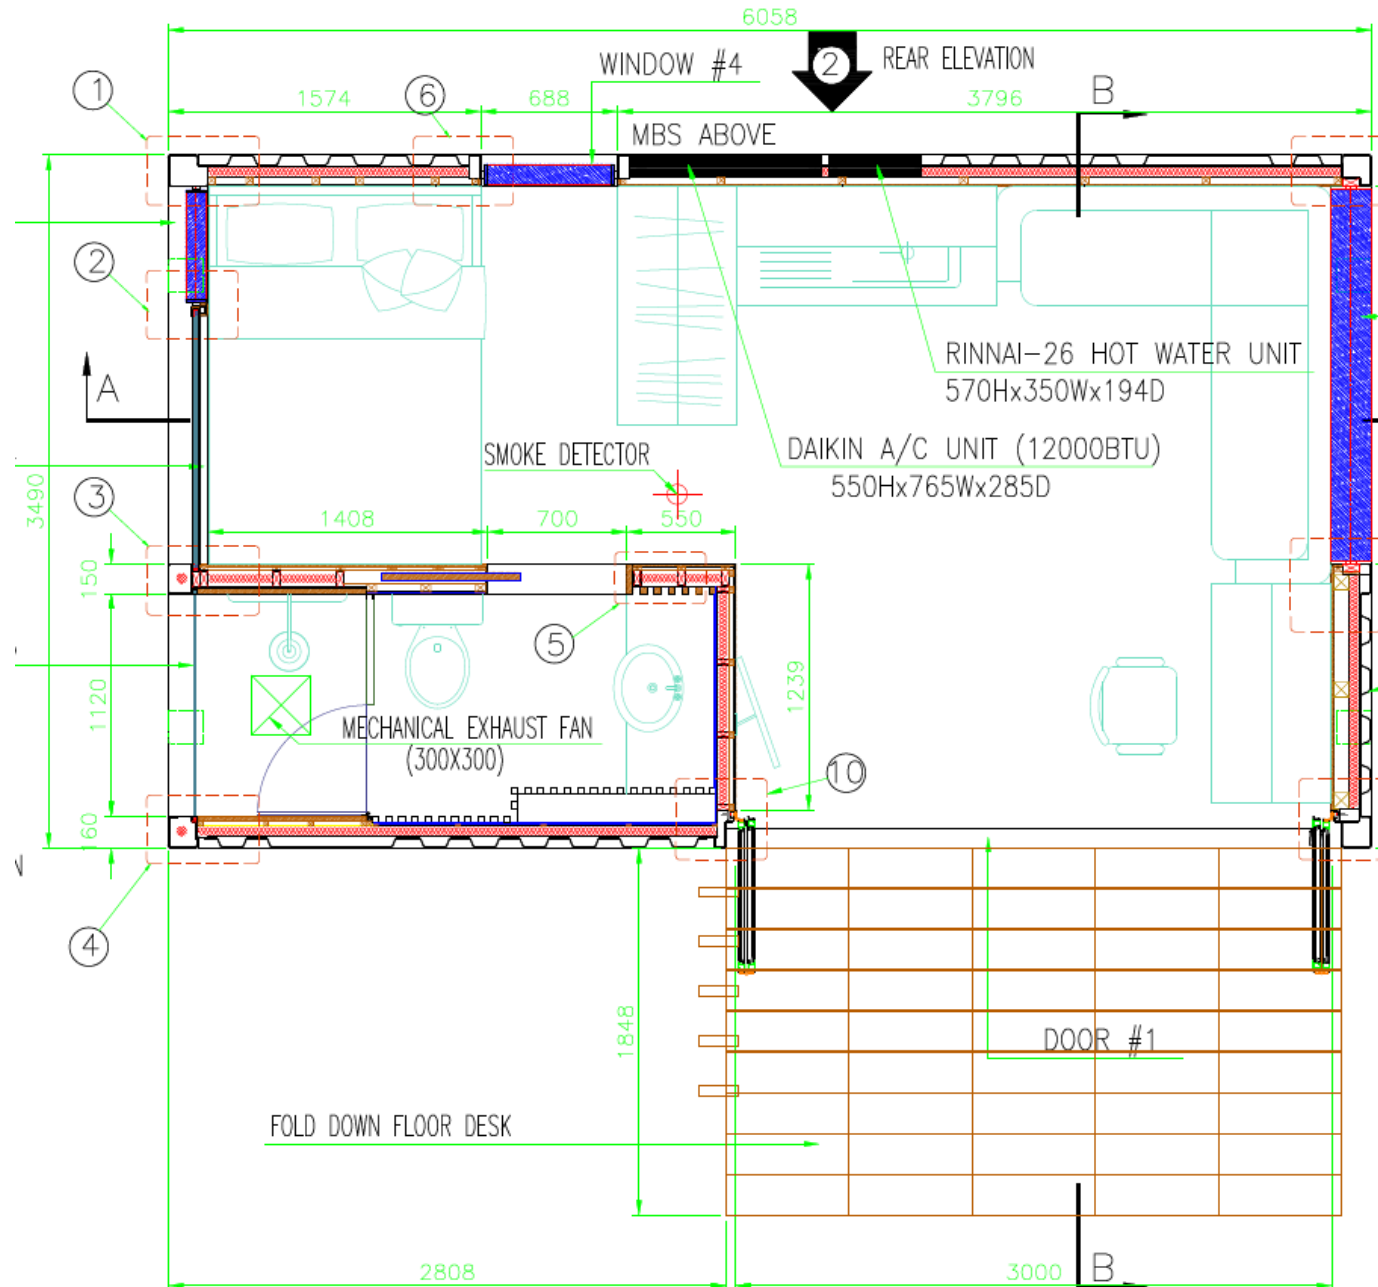 6058
2
REAR ELEVATION
WINDOW #4
B
1
1574
6
688
3796
MBS ABOVE
2
A
RINNAI-26 HOT WATER UNIT
570Hx350Wx194D
DAIKIN A/C UNIT (12000BTU)
550Hx765Wx285D
SMOKE DETECTOR
3
3490
1408
700
550
150
5
1239
1120
MECHANICAL EXHAUST FAN
(300X300)
10
160
N
4
1848
DOOR #1
FOLD DOWN FLOOR DESK
2808
3000
B